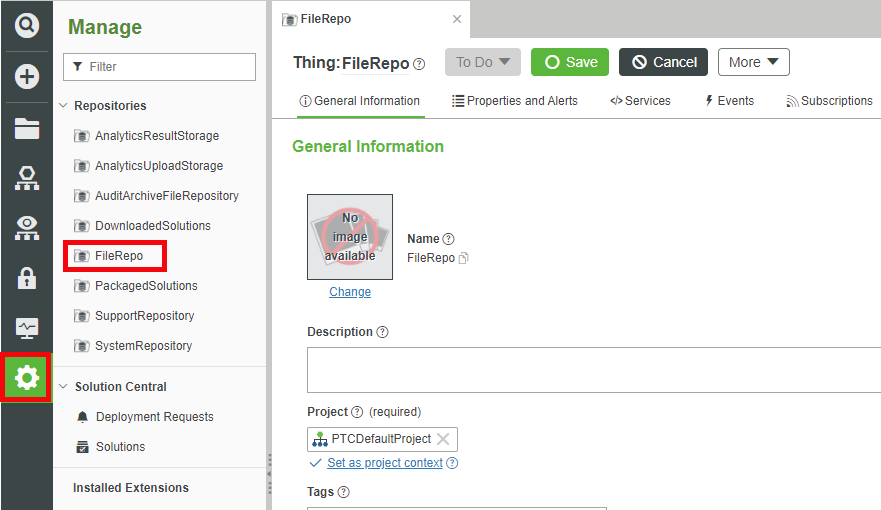 Manage
Filter
Repositories
AnalyticsResultStorage
AnalyticsUploadStorage
AuditArchiveFileRepository
DownloadedSolutions
FileRepo
PackagedSolutions
SupportRepository
SystemRepository
Solution Central
Deployment Requests
Solutions
Installed Extensions
FileRepo
Thing: FileRepo ? To Do Save Cancel More
General Information Properties and Alerts Services Events Subscriptions
General Information
No
image
available
Change
Name ?
FileRepo
Description ?
Project ? (required)
PTCDefaultProject
Set as project context ?
Tags ?